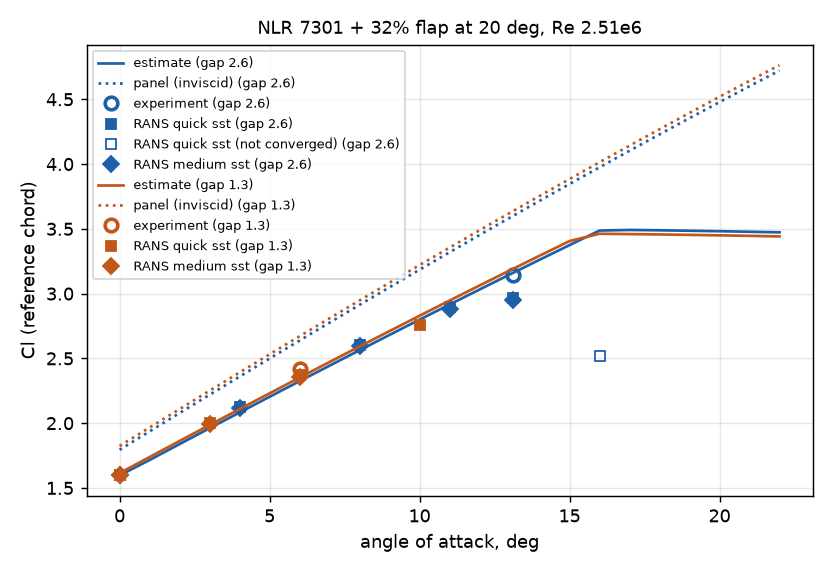 NLR 7301 + 32% flap at 20 deg, Re 2.51e6
estimate (gap 2.6)
panel (inviscid) (gap 2.6)
experiment (gap 2.6)
RANS quick sst (gap 2.6)
RANS quick sst (not converged) (gap 2.6)
RANS medium sst (gap 2.6)
estimate (gap 1.3)
panel (inviscid) (gap 1.3)
experiment (gap 1.3)
RANS quick sst (gap 1.3)
RANS medium sst (gap 1.3)
Cl (reference chord)
4.5
4.0
3.5
3.0
2.5
2.0
1.5
0 5 10 15 20
angle of attack, deg